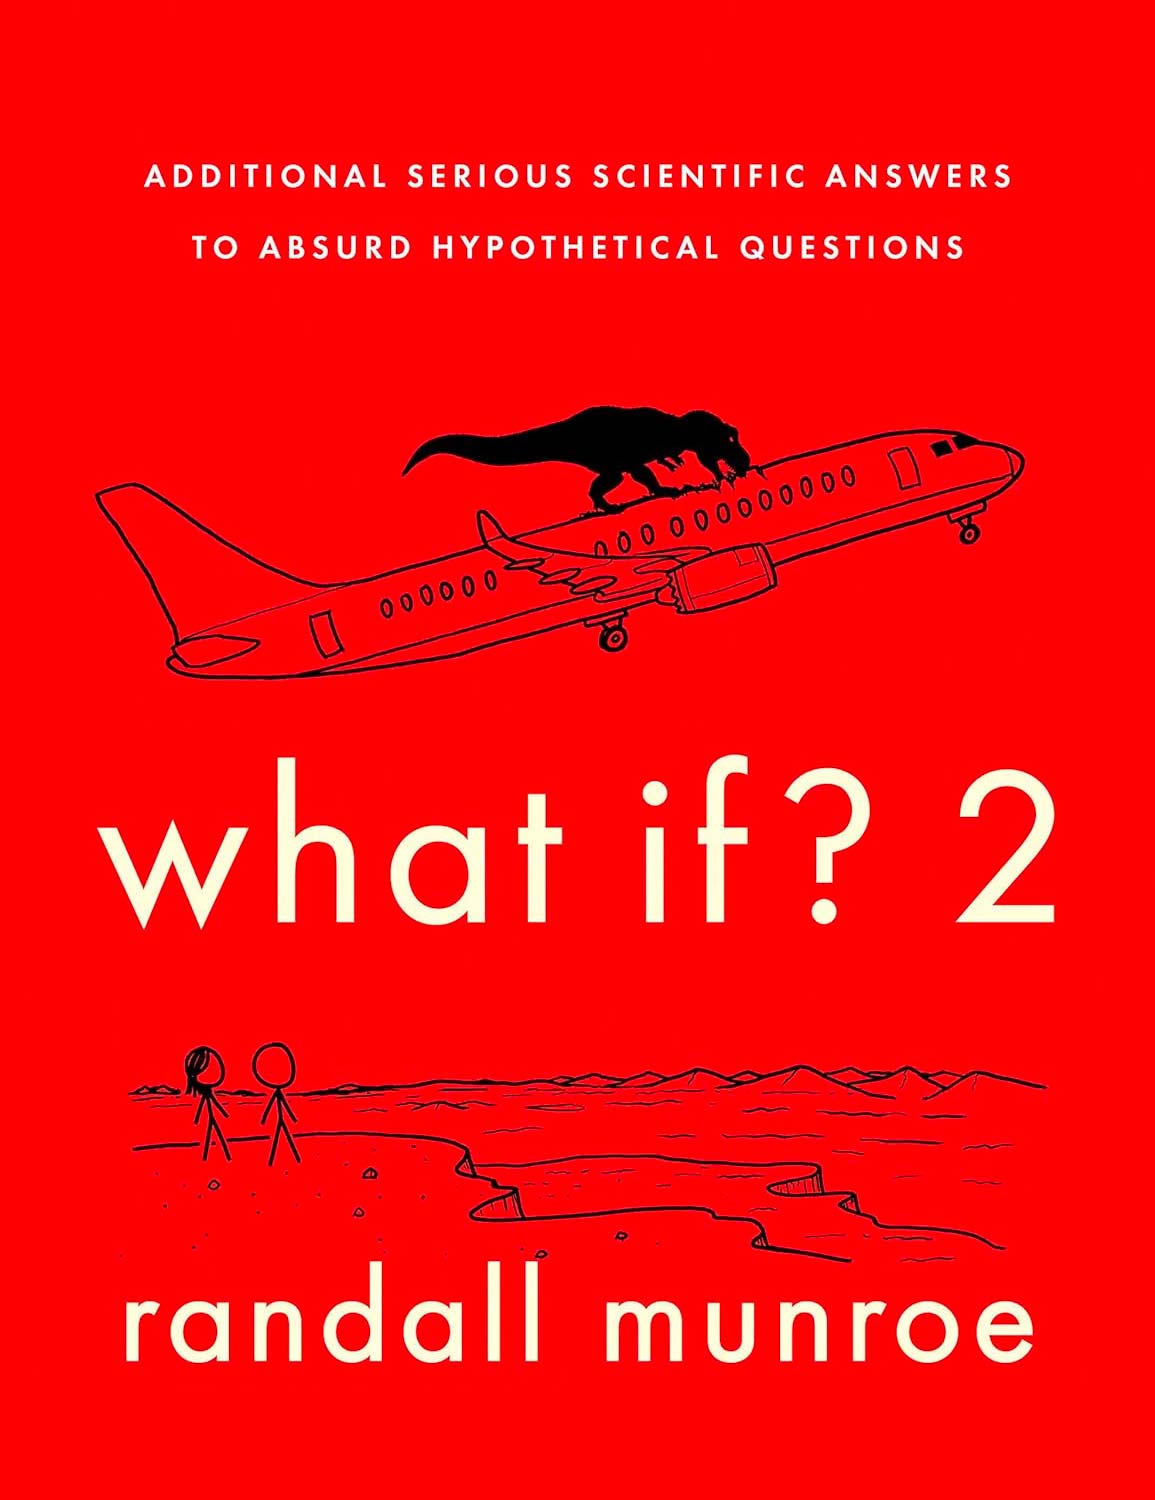 ADDITIONAL SERIOUS SCIENTIFIC ANSWERS
TO ABSURD HYPOTHETICAL QUESTIONS
what if? 2
randall munroe